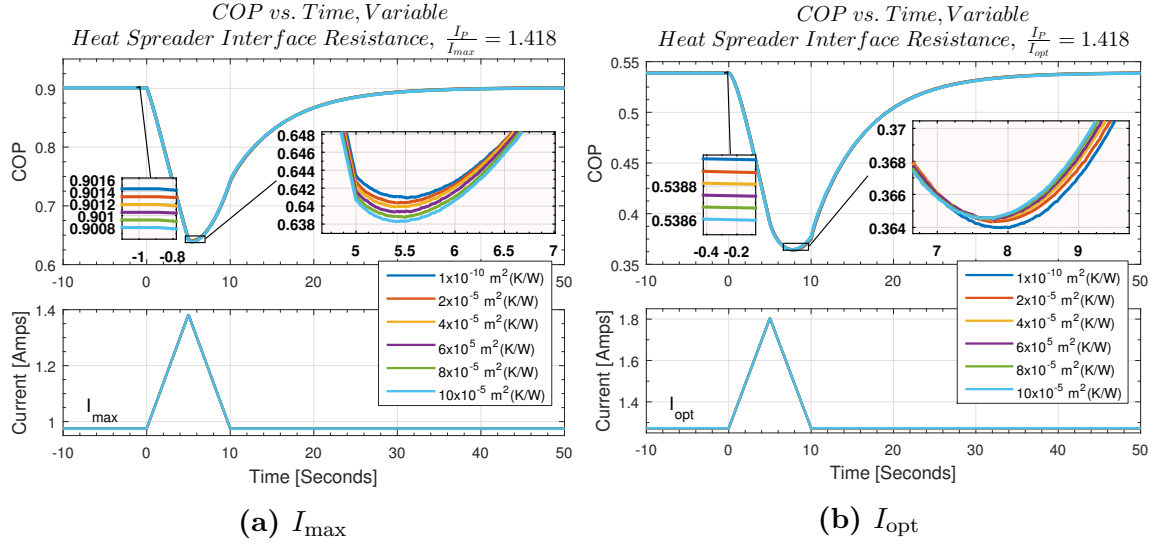 COP vs. Time, Variable
Heat Spreader Interface Resistance, I_P/I_max = 1.418
COP
0.9
0.8
0.7
0.6
0.9016
0.9014
0.9012
0.901
0.9008
-1 -0.8
0.648
0.646
0.644
0.642
0.64
0.638
5 5.5 6 6.5 7
-10 0 10 20 30 40 50
1x10^-10 m^2(K/W)
2x10^-5 m^2(K/W)
4x10^-5 m^2(K/W)
6x10^5 m^2(K/W)
8x10^-5 m^2(K/W)
10x10^-5 m^2(K/W)
Current [Amps]
1.4
1.2
1
I_max
-10 0 10 20 30 40 50
Time [Seconds]
(a) I_max
COP vs. Time, Variable
Heat Spreader Interface Resistance, I_P/I_opt = 1.418
COP
0.55
0.5
0.45
0.4
0.35
0.5388
0.5386
-0.4 -0.2
0.37
0.368
0.366
0.364
7 8 9
-10 0 10 20 30 40 50
1x10^-10 m^2(K/W)
2x10^-5 m^2(K/W)
4x10^-5 m^2(K/W)
6x10^5 m^2(K/W)
8x10^-5 m^2(K/W)
10x10^-5 m^2(K/W)
Current [Amps]
1.8
1.6
1.4
I_opt
-10 0 10 20 30 40 50
Time [Seconds]
(b) I_opt